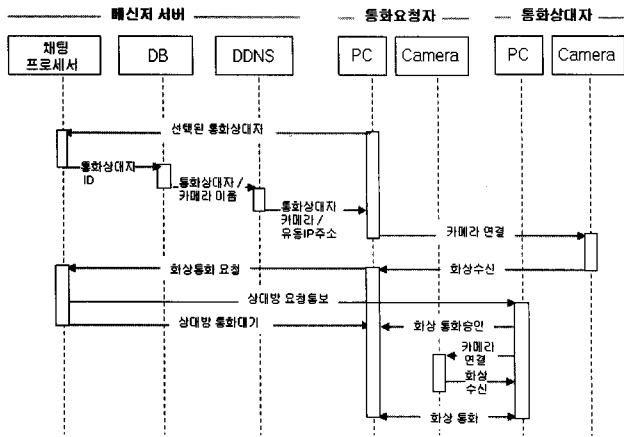 메신저 서버
통화요청자
통화상대자
채팅
프로세서
DB
DDNS
PC
Camera
PC
Camera
선택된 통화상대자
통화상대자
ID
통화상대자 /
카메라 이름
통화상대자
카메라 /
유동IP주소
카메라 연결
화상통화 요청
화상수신
상대방 요청통보
상대방 통화대기
화상 통화승인
카메라
연결
화상
수신
화상 통화